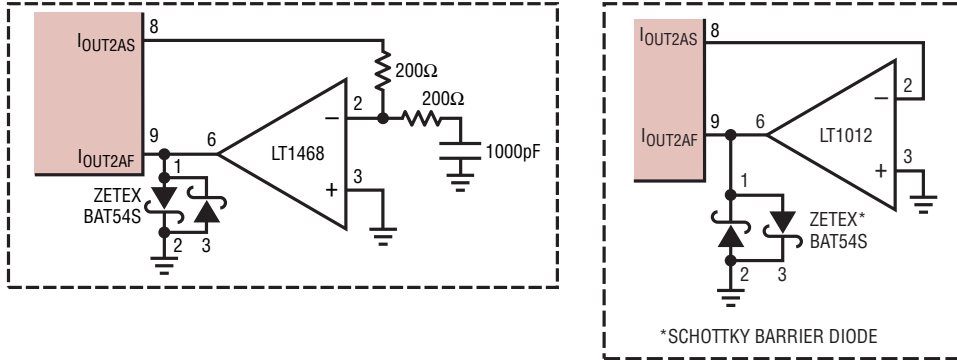 IOUT2AS
8
200Ω
200Ω
2
−
1000pF
9
6
LT1468
IOUT2AF
1
+
3
ZETEX
BAT54S
2
3
IOUT2AS
8
2
−
9
6
LT1012
IOUT2AF
+
3
1
ZETEX*
BAT54S
2
3
*SCHOTTKY BARRIER DIODE